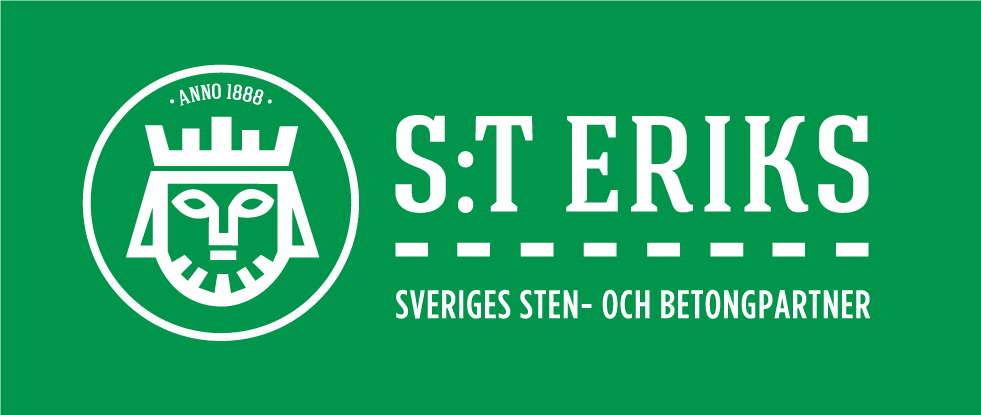 · ANNO 1888 ·
S:T ERIKS
SVERIGES STEN- OCH BETONGPARTNER